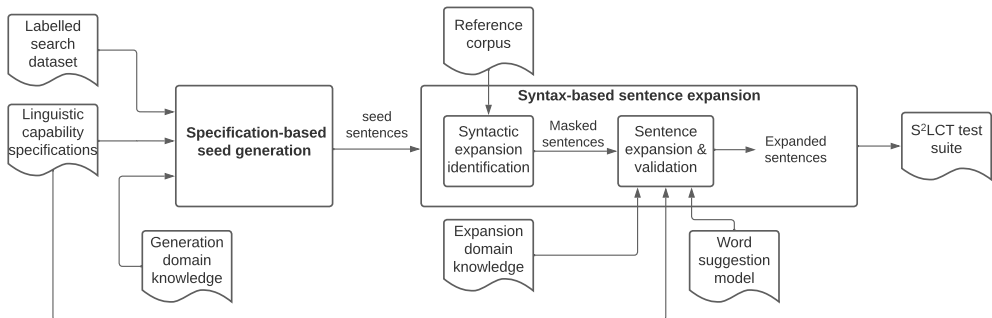 Labelled
search
dataset
Linguistic
capability
specifications
Generation
domain
knowledge
Specification-based
seed generation
seed
sentences
Reference
corpus
Syntax-based sentence expansion
Syntactic
expansion
identification
Masked
sentences
Sentence
expansion &
validation
Expanded
sentences
Expansion
domain
knowledge
Word
suggestion
model
S²LCT test
suite